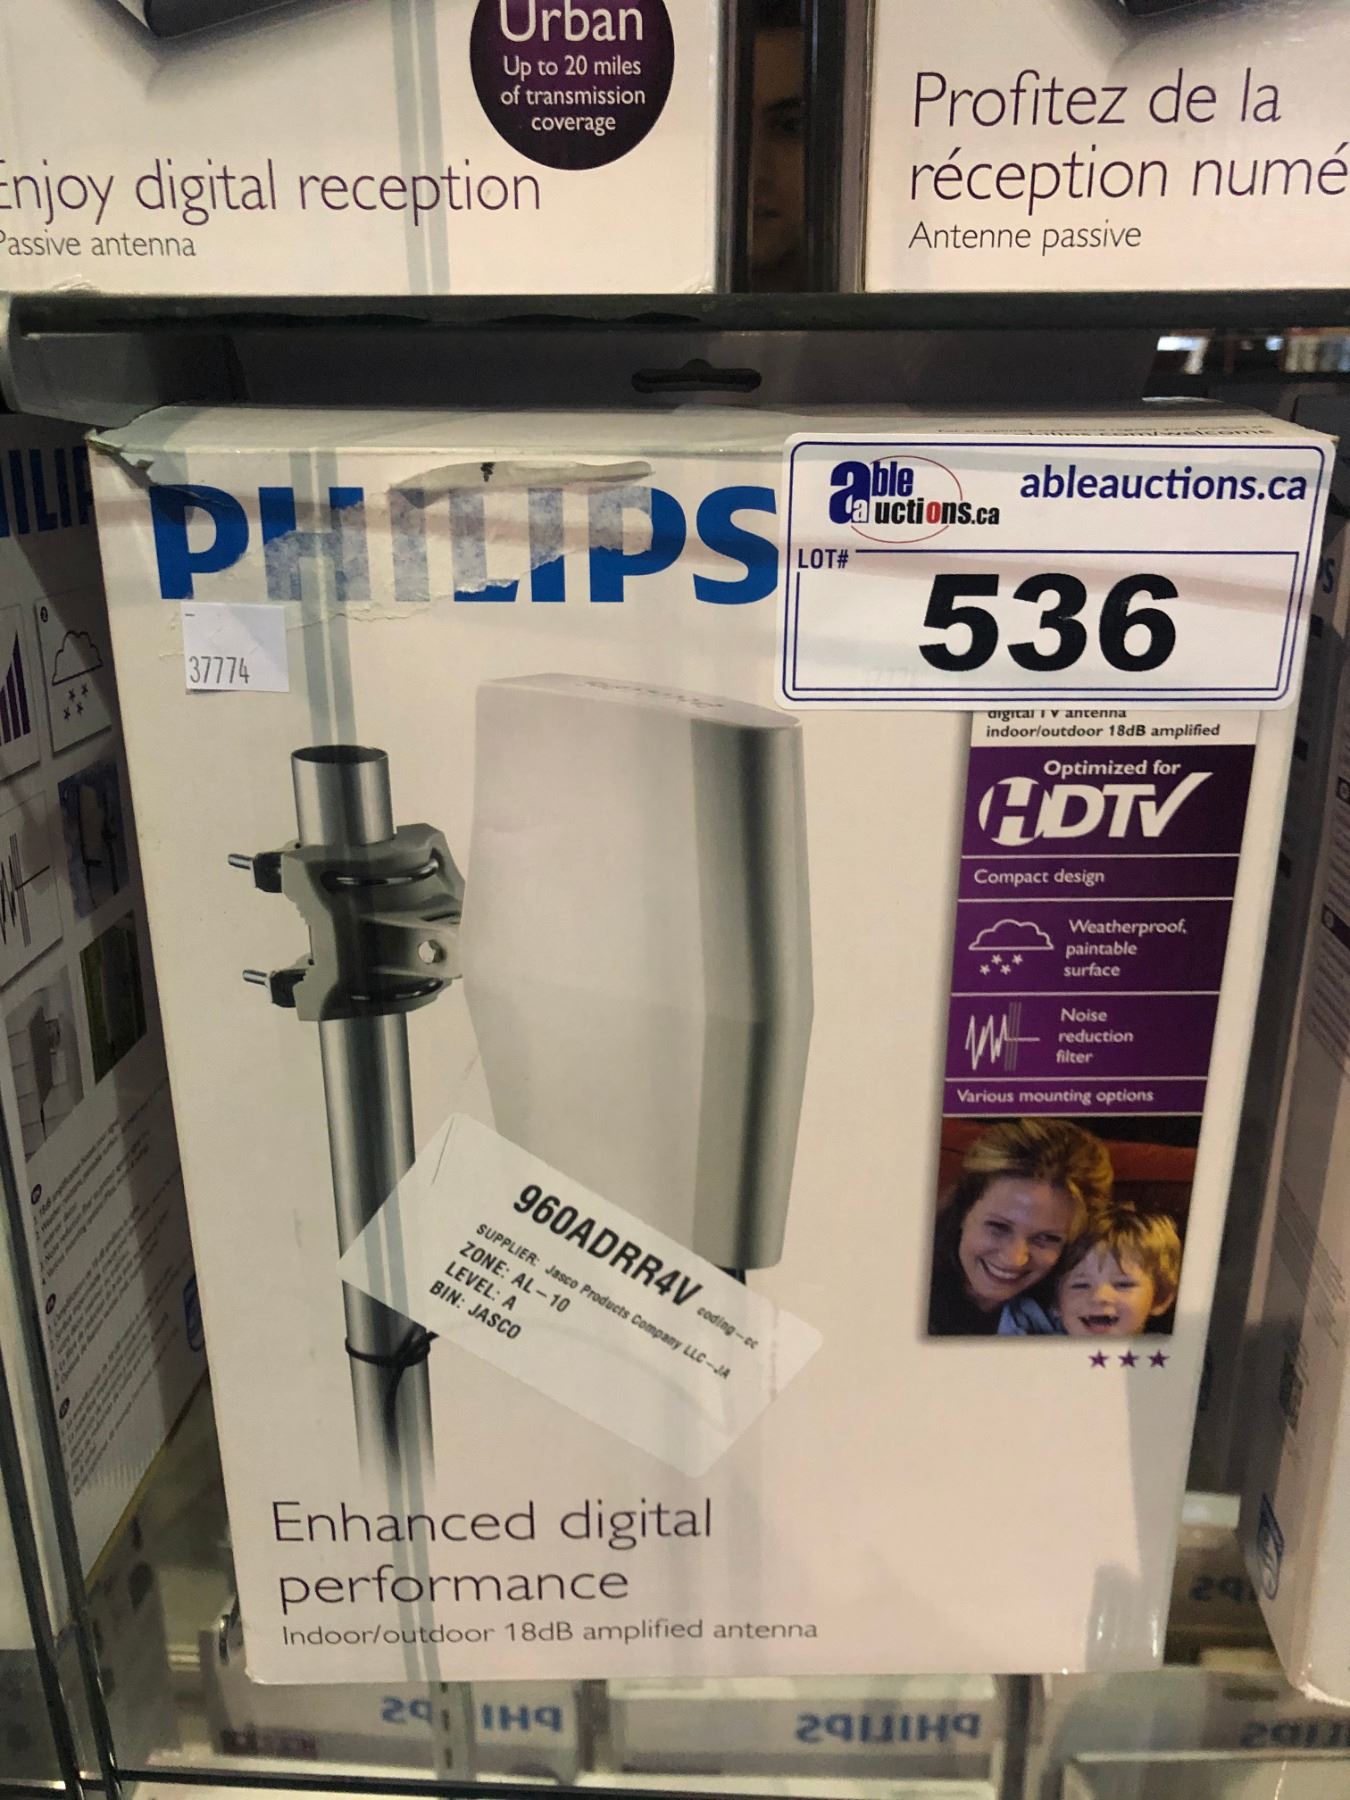 Urban
Up to 20 miles
of transmission
coverage
Enjoy digital reception
Passive antenna
Profitez de la
réception numé
Antenne passive
PHILIPS
able
auctions.ca
ableauctions.ca
LOT#
536
37774
digital TV antenna
indoor/outdoor 18dB amplified
Optimized for
HDTV
Compact design
Weatherproof,
paintable
surface
Noise
reduction
filter
Various mounting options
960ADRR4V coding-cc
SUPPLIER: Jasco Products Company LLC-JA
ZONE: AL-10
LEVEL: A
BIN: JASCO
Enhanced digital
performance
Indoor/outdoor 18dB amplified antenna
PHILIPS